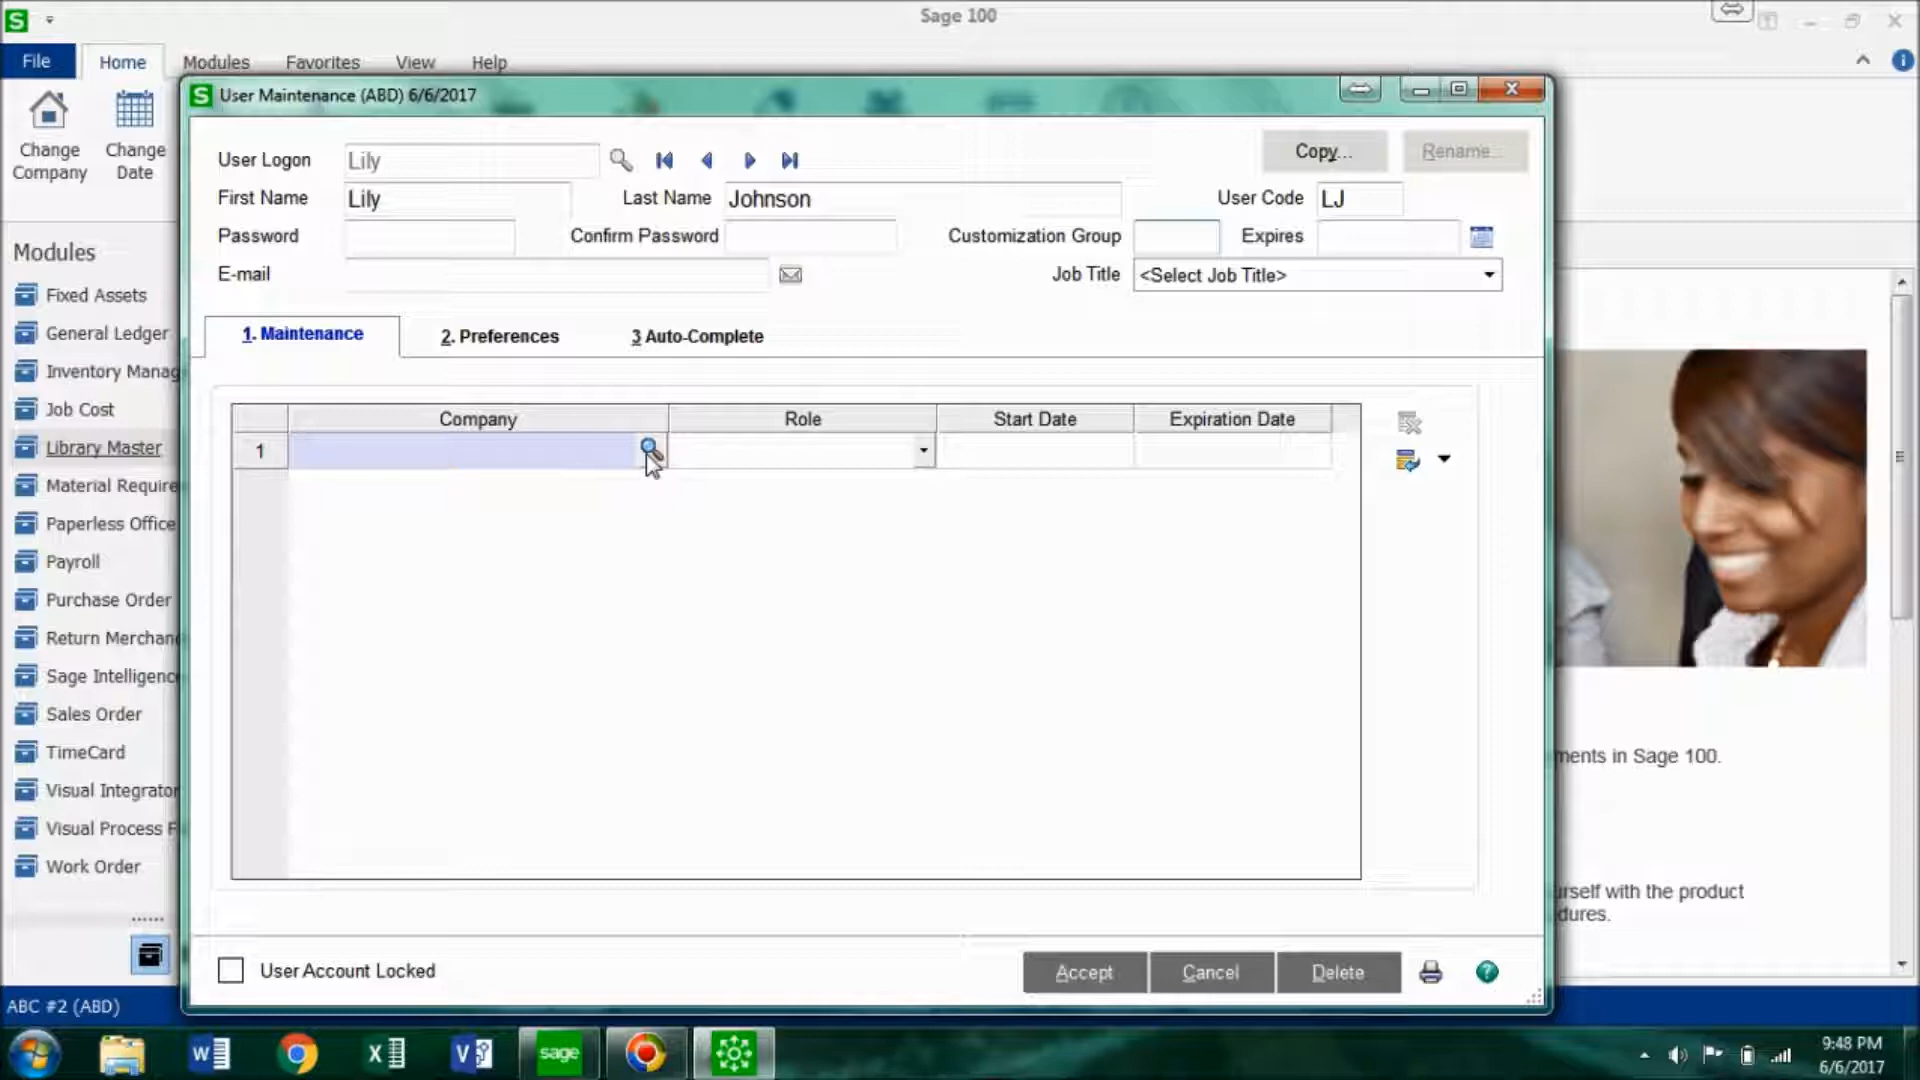 Sage 100
File
Home
Modules
Favorites
View
Help
Change
Company
Change
Date
Modules
Fixed Assets
General Ledger
Inventory Manag
Job Cost
Library Master
Material Require
Paperless Office
Payroll
Purchase Order
Return Merchan
Sage Intelligence
Sales Order
TimeCard
Visual Integrator
Visual Process F
Work Order
User Maintenance (ABD) 6/6/2017
User Logon
Lily
Copy...
Rename...
First Name
Lily
Last Name
Johnson
User Code
LJ
Password
Confirm Password
Customization Group
Expires
E-mail
Job Title
<Select Job Title>
1. Maintenance
2. Preferences
3 Auto-Complete
Company
Role
Start Date
Expiration Date
1
User Account Locked
Accept
Cancel
Delete
ments in Sage 100.
urself with the product
dures.
ABC #2 (ABD)
sage
9:48 PM
6/6/2017